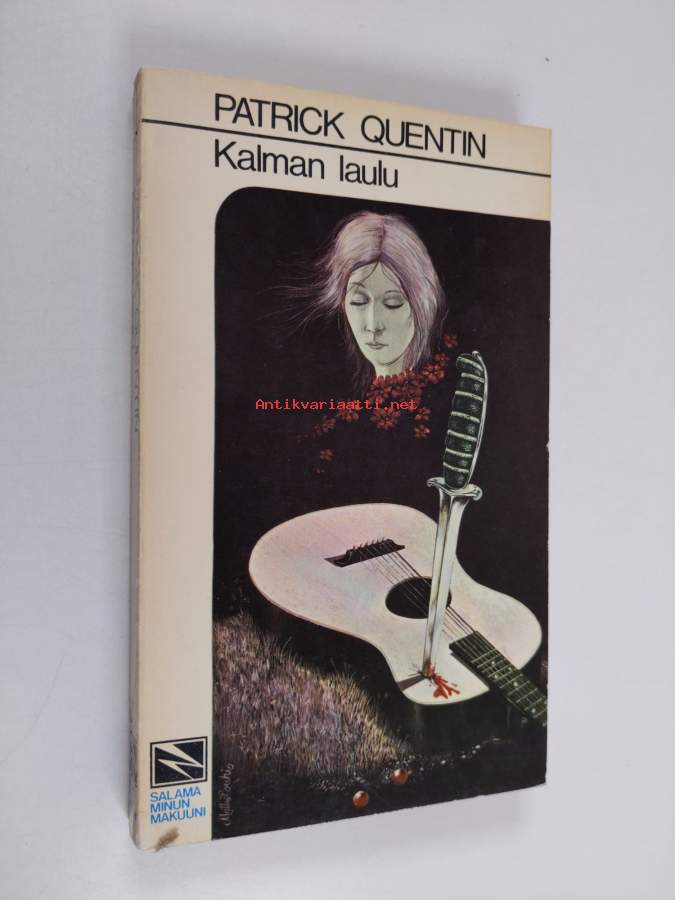 PATRICK QUENTIN
Kalman laulu
Antikvariaatti.net
SALAMA
MINUN
MAKUUNI